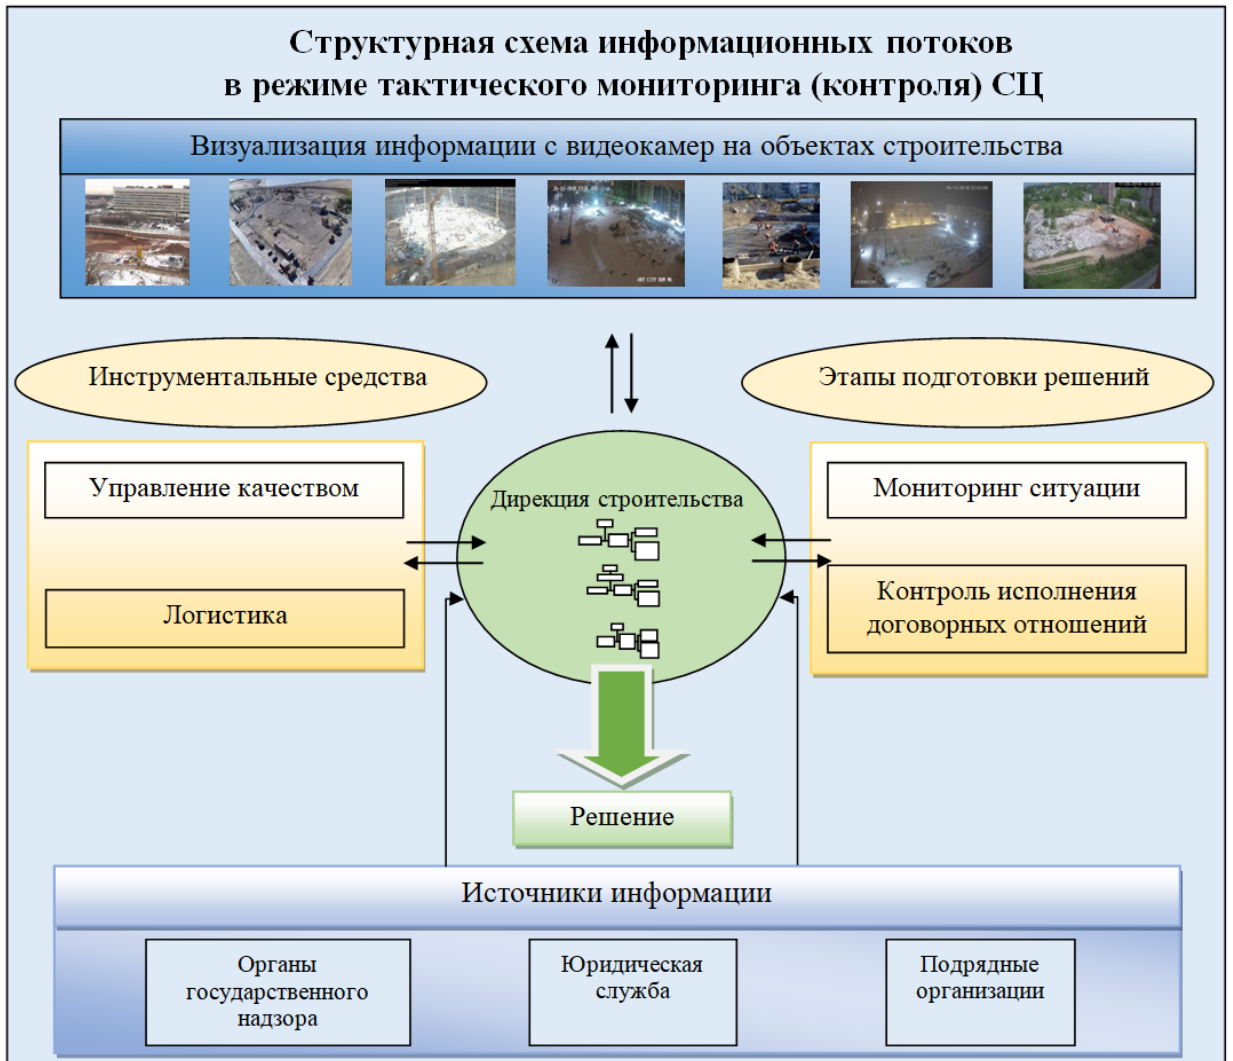 Структурная схема информационных потоков
в режиме тактического мониторинга (контроля) СЦ
Визуализация информации с видеокамер на объектах строительства
Инструментальные средства
Этапы подготовки решений
Управление качеством
Логистика
Дирекция строительства
Мониторинг ситуации
Контроль исполнения
договорных отношений
Решение
Источники информации
Органы
государственного
надзора
Юридическая
служба
Подрядные
организации